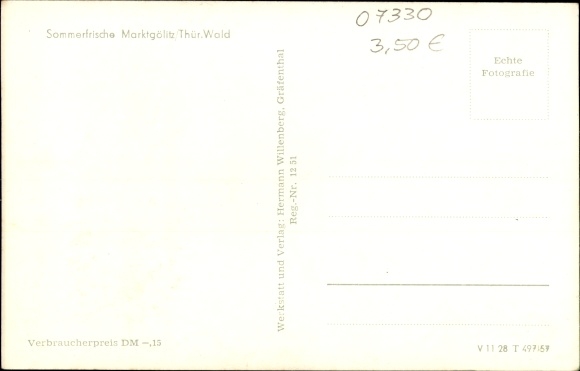 Sommerfrische Marktgölitz/Thür.Wald
07330
3,50 €
Echte
Fotografie
Werkstatt und Verlag: Hermann Willenberg, Gräfenthal
Reg.-Nr. 12 51
Verbraucherpreis DM –,15
V 11 28 T 497/57